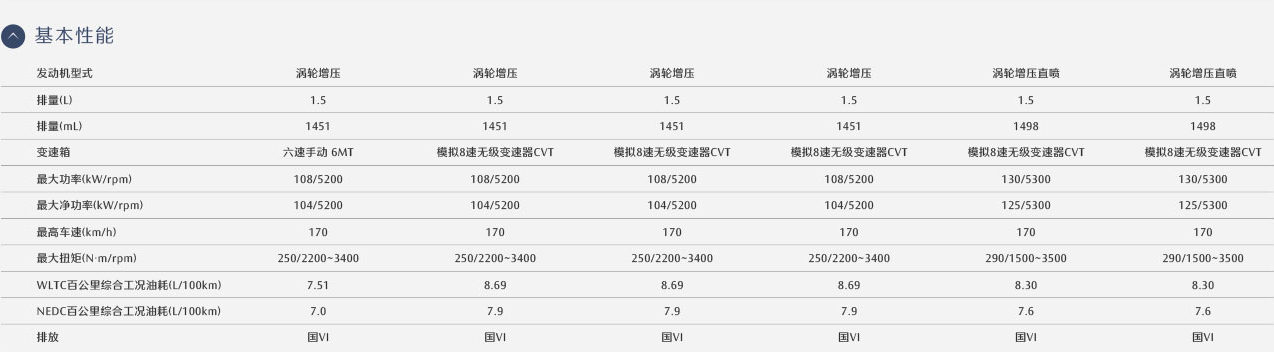 基本性能
发动机型式 涡轮增压 涡轮增压 涡轮增压 涡轮增压 涡轮增压直喷 涡轮增压直喷
排量(L) 1.5 1.5 1.5 1.5 1.5 1.5
排量(mL) 1451 1451 1451 1451 1498 1498
变速箱 六速手动 6MT 模拟8速无级变速器CVT 模拟8速无级变速器CVT 模拟8速无级变速器CVT 模拟8速无级变速器CVT 模拟8速无级变速器CVT
最大功率(kW/rpm) 108/5200 108/5200 108/5200 108/5200 130/5300 130/5300
最大净功率(kW/rpm) 104/5200 104/5200 104/5200 104/5200 125/5300 125/5300
最高车速(km/h) 170 170 170 170 170 170
最大扭矩(N·m/rpm) 250/2200~3400 250/2200~3400 250/2200~3400 250/2200~3400 290/1500~3500 290/1500~3500
WLTC百公里综合工况油耗(L/100km) 7.51 8.69 8.69 8.69 8.30 8.30
NEDC百公里综合工况油耗(L/100km) 7.0 7.9 7.9 7.9 7.6 7.6
排放 国VI 国VI 国VI 国VI 国VI 国VI